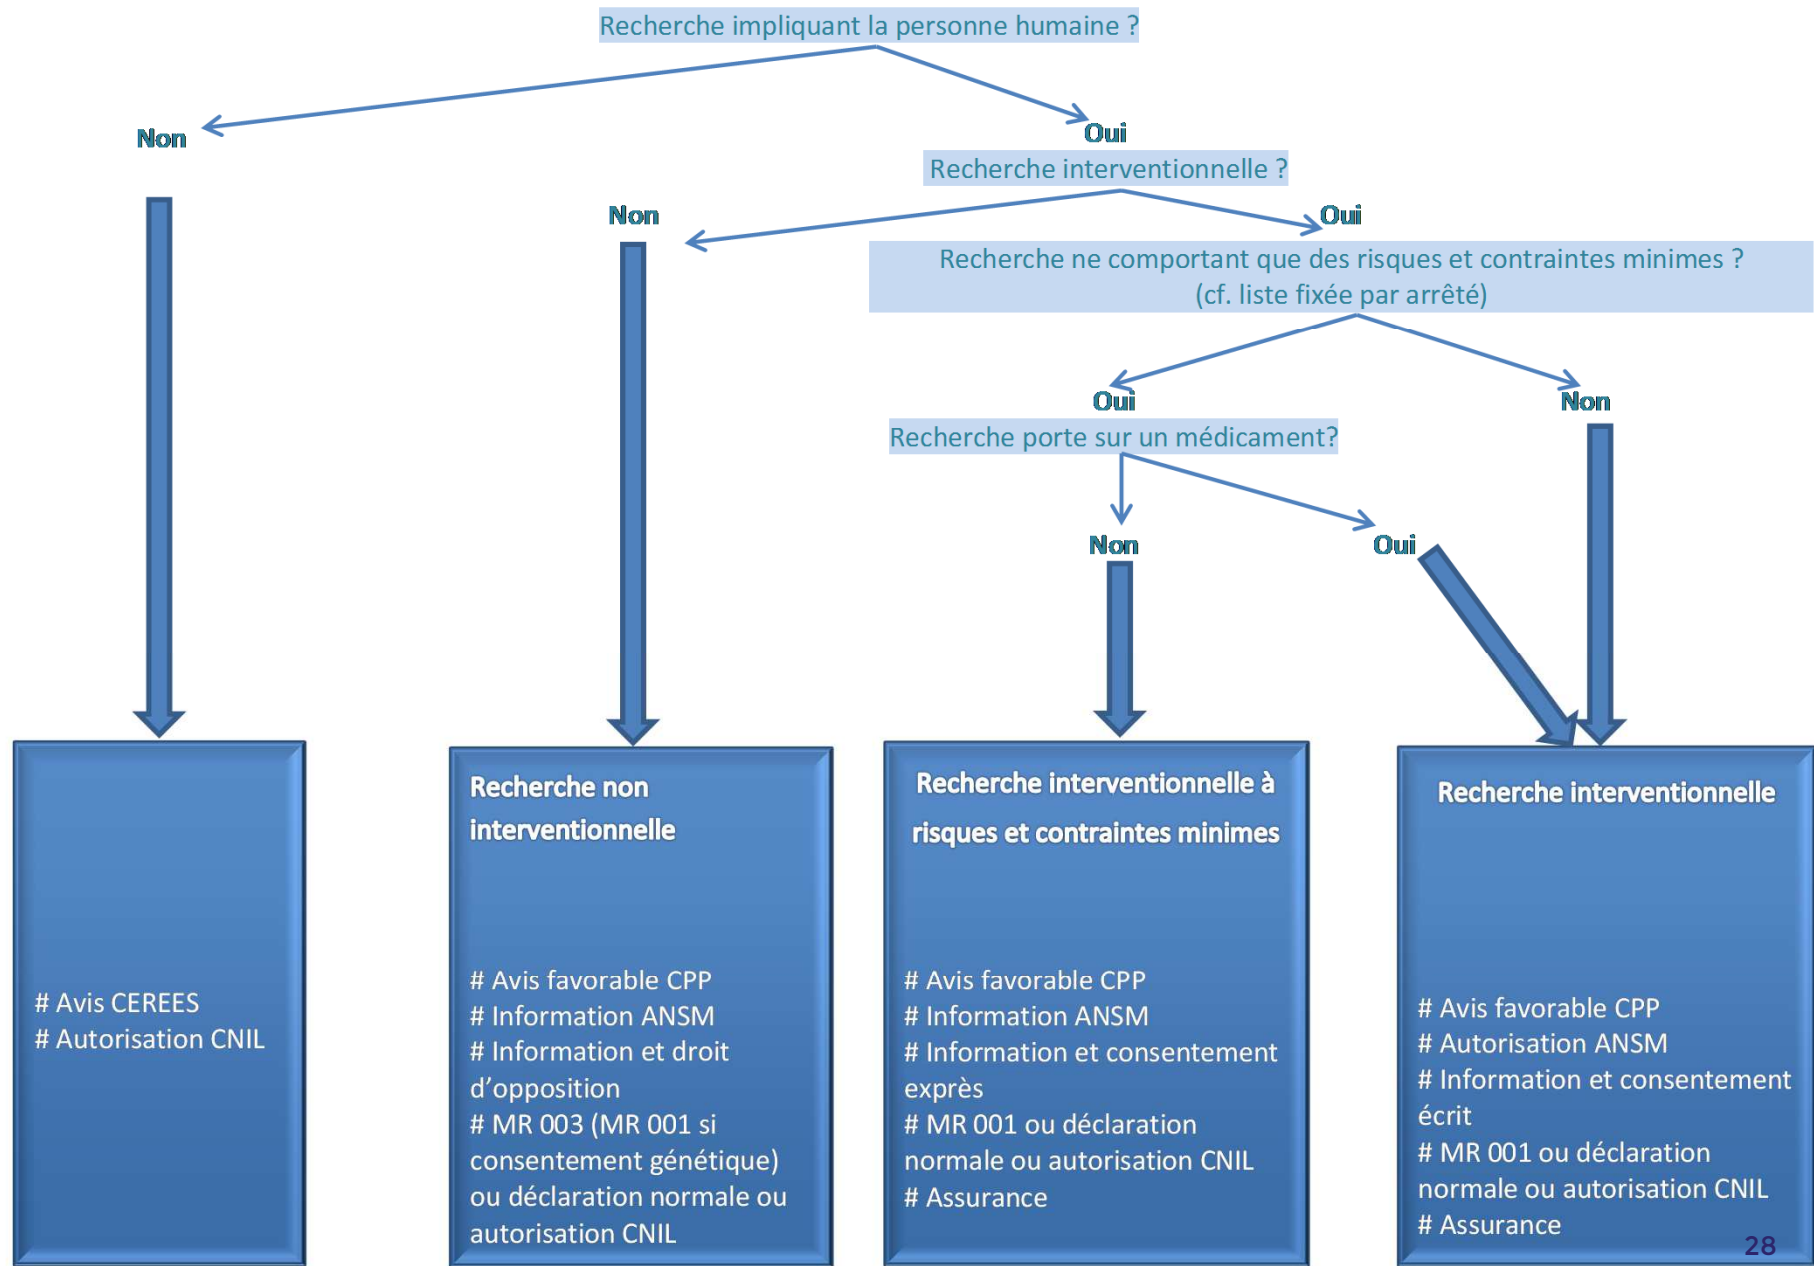 Recherche impliquant la personne humaine ?
Non
Oui
Recherche interventionnelle ?
Non
Oui
Recherche ne comportant que des risques et contraintes minimes ?
(cf. liste fixée par arrêté)
Oui
Non
Recherche porte sur un médicament?
Non
Oui
# Avis CEREES
# Autorisation CNIL
Recherche non
interventionnelle
# Avis favorable CPP
# Information ANSM
# Information et droit
d’opposition
# MR 003 (MR 001 si
consentement génétique)
ou déclaration normale ou
autorisation CNIL
Recherche interventionnelle à
risques et contraintes minimes
# Avis favorable CPP
# Information ANSM
# Information et consentement
exprès
# MR 001 ou déclaration
normale ou autorisation CNIL
# Assurance
Recherche interventionnelle
# Avis favorable CPP
# Autorisation ANSM
# Information et consentement
écrit
# MR 001 ou déclaration
normale ou autorisation CNIL
# Assurance
28